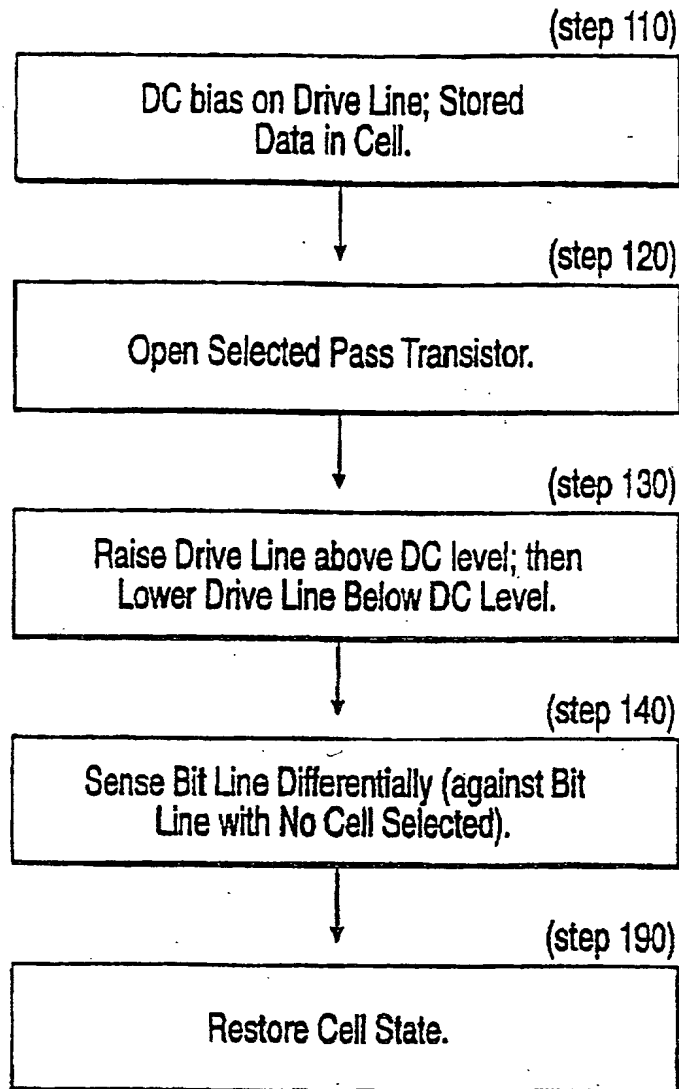 (step 110)
DC bias on Drive Line; Stored
Data in Cell.
(step 120)
Open Selected Pass Transistor.
(step 130)
Raise Drive Line above DC level; then
Lower Drive Line Below DC Level.
(step 140)
Sense Bit Line Differentially (against Bit
Line with No Cell Selected).
(step 190)
Restore Cell State.